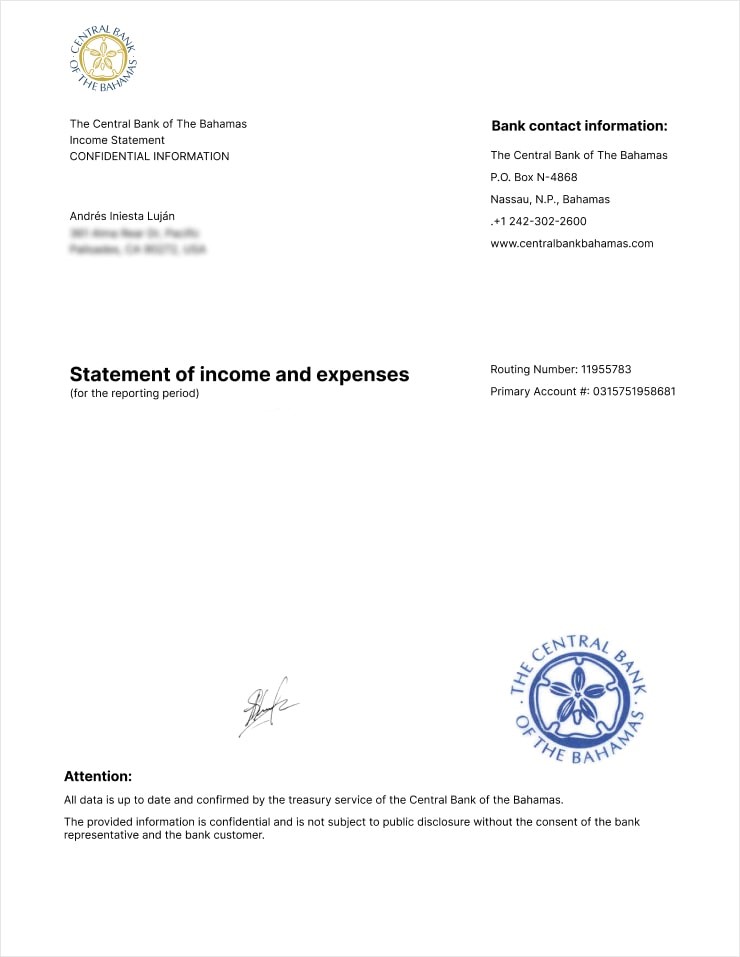 CENTRAL BANK
OF THE BAHAMAS
The Central Bank of The Bahamas
Income Statement
CONFIDENTIAL INFORMATION
Andrés Iniesta Luján
Bank contact information:
The Central Bank of The Bahamas
P.O. Box N-4868
Nassau, N.P., Bahamas
.+1 242-302-2600
www.centralbankbahamas.com
Statement of income and expenses
(for the reporting period)
Routing Number: 11955783
Primary Account #: 0315751958681
THE CENTRAL BANK
OF THE BAHAMAS
Attention:
All data is up to date and confirmed by the treasury service of the Central Bank of the Bahamas.
The provided information is confidential and is not subject to public disclosure without the consent of the bank
representative and the bank customer.